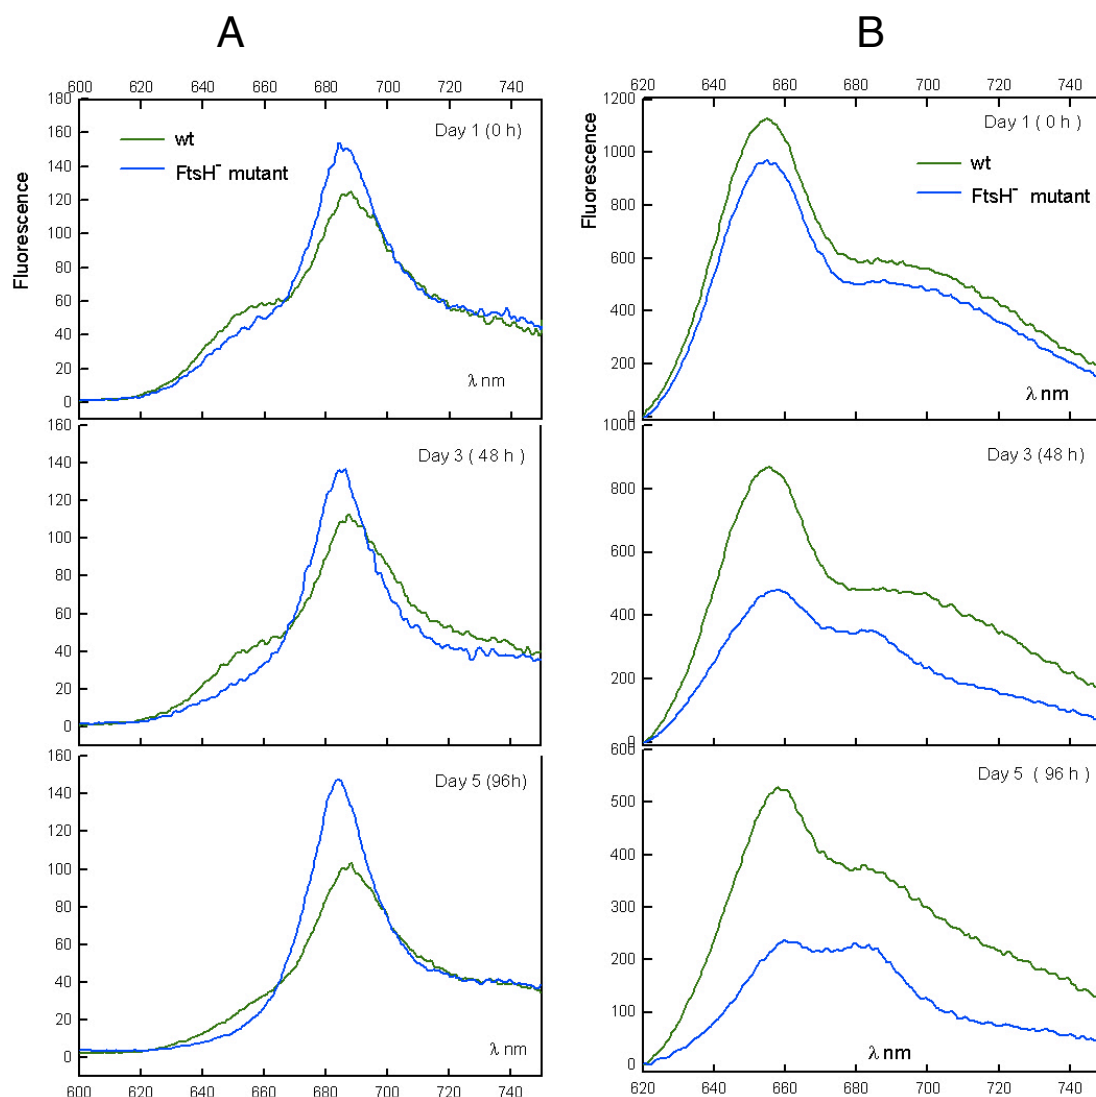 A
B
600 620 640 660 680 700 720 740
180
160
140
120
100
80
60
40
20
0
Fluorescence
wt
FtsH⁻ mutant
Day 1 (0 h)
λ nm
160
140
120
100
80
60
40
20
0
Day 3 ( 48 h )
160
140
120
100
80
60
40
20
0
Day 5 (96h)
λ nm
600 620 640 660 680 700 720 740
620 640 660 680 700 720 740
1200
1000
800
600
400
200
0
Fluorescence
Day 1 ( 0 h )
wt
FtsH⁻ mutant
λ nm
1000
800
600
400
200
0
Day 3 (48h)
600
500
400
300
200
100
0
Day 5 ( 96 h )
λ nm
620 640 660 680 700 720 740